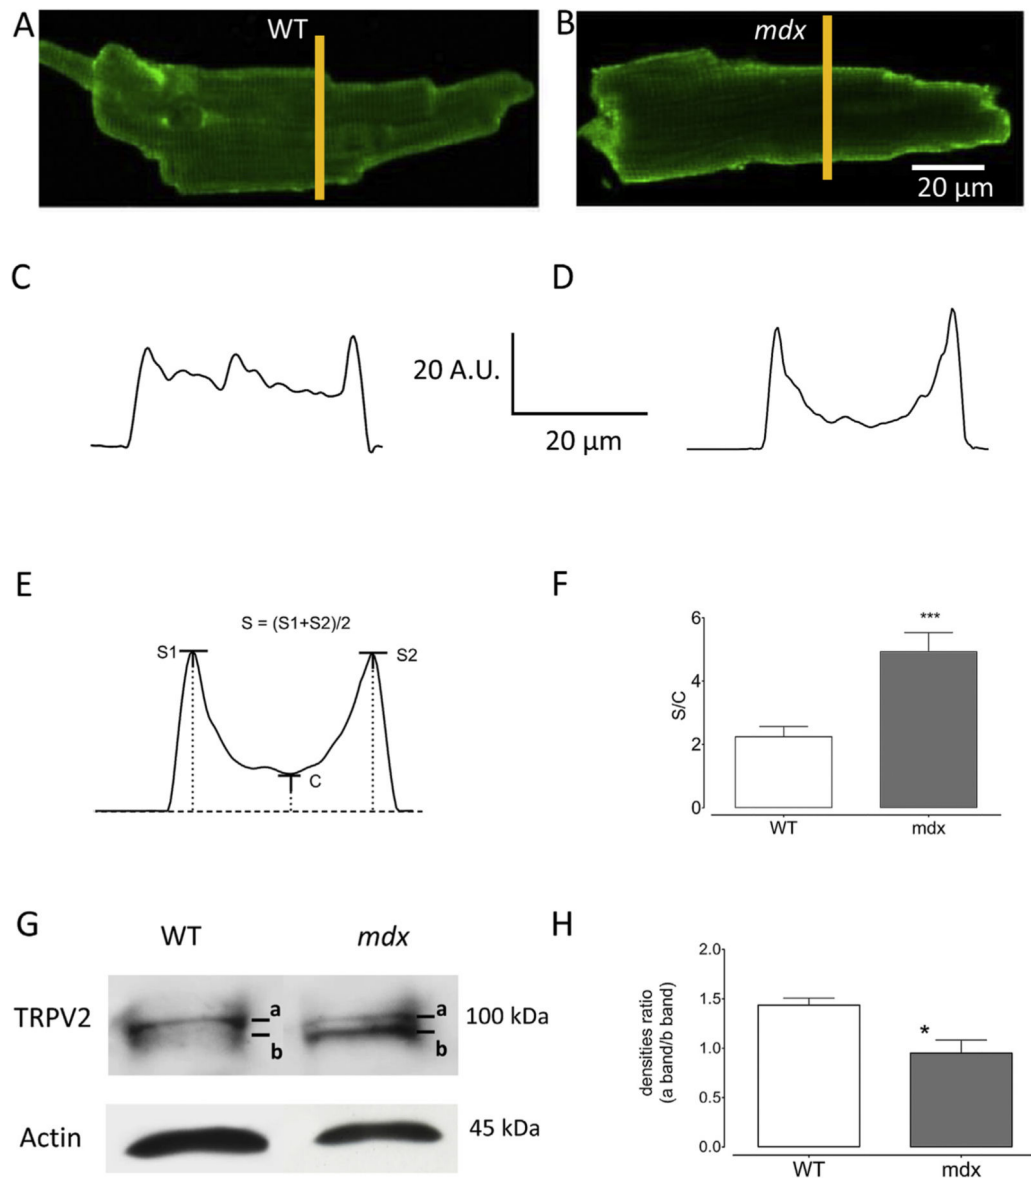 A
WT
B
mdx
20 µm
C
D
20 A.U.
20 µm
E
S = (S1+S2)/2
S1
S2
C
F
S/C
6
4
2
0
***
WT
mdx
G
WT
mdx
TRPV2
a
b
a
b
100 kDa
Actin
45 kDa
H
densities ratio
(a band/b band)
2.0
1.5
1.0
0.5
0.0
*
WT
mdx